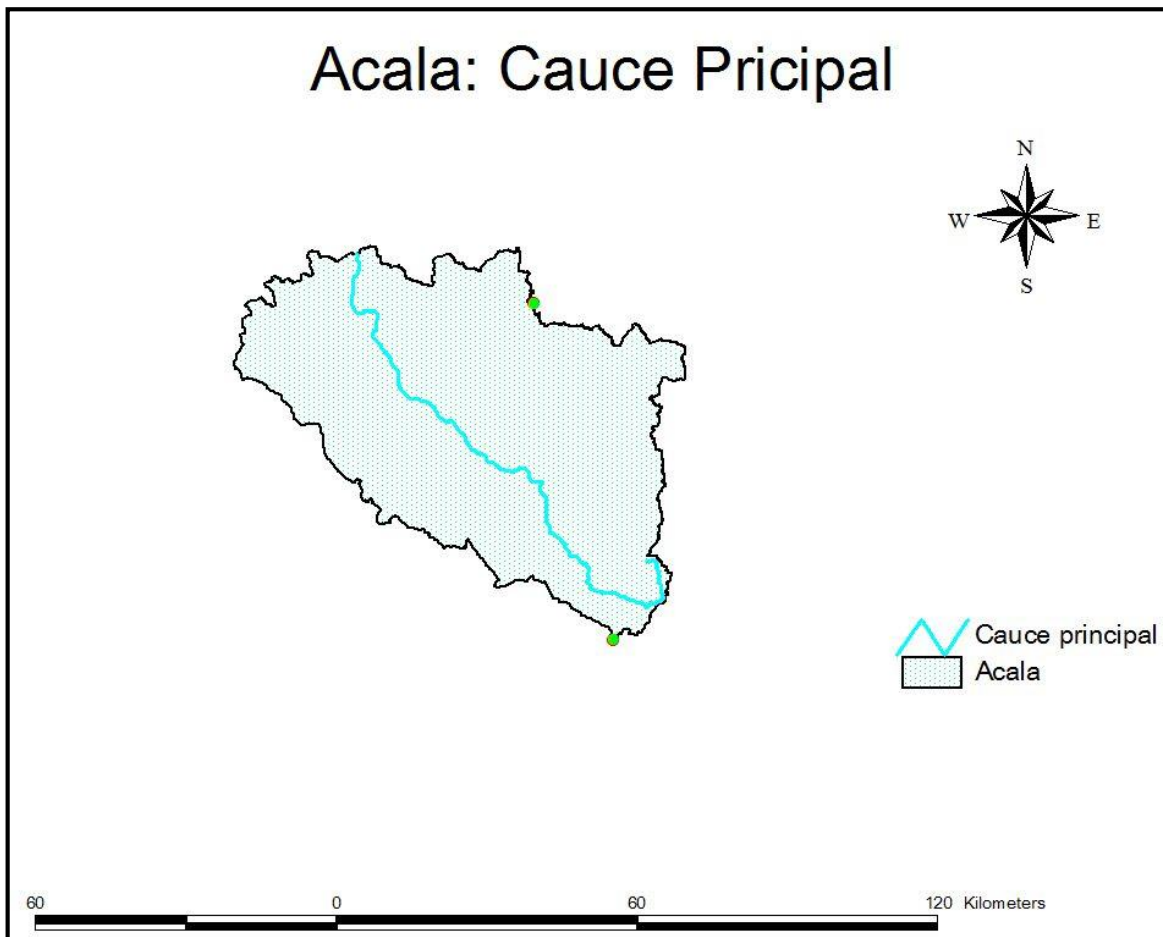 Acala: Cauce Pricipal
N
W E
S
Cauce principal
Acala
60 0 60 120 Kilometers